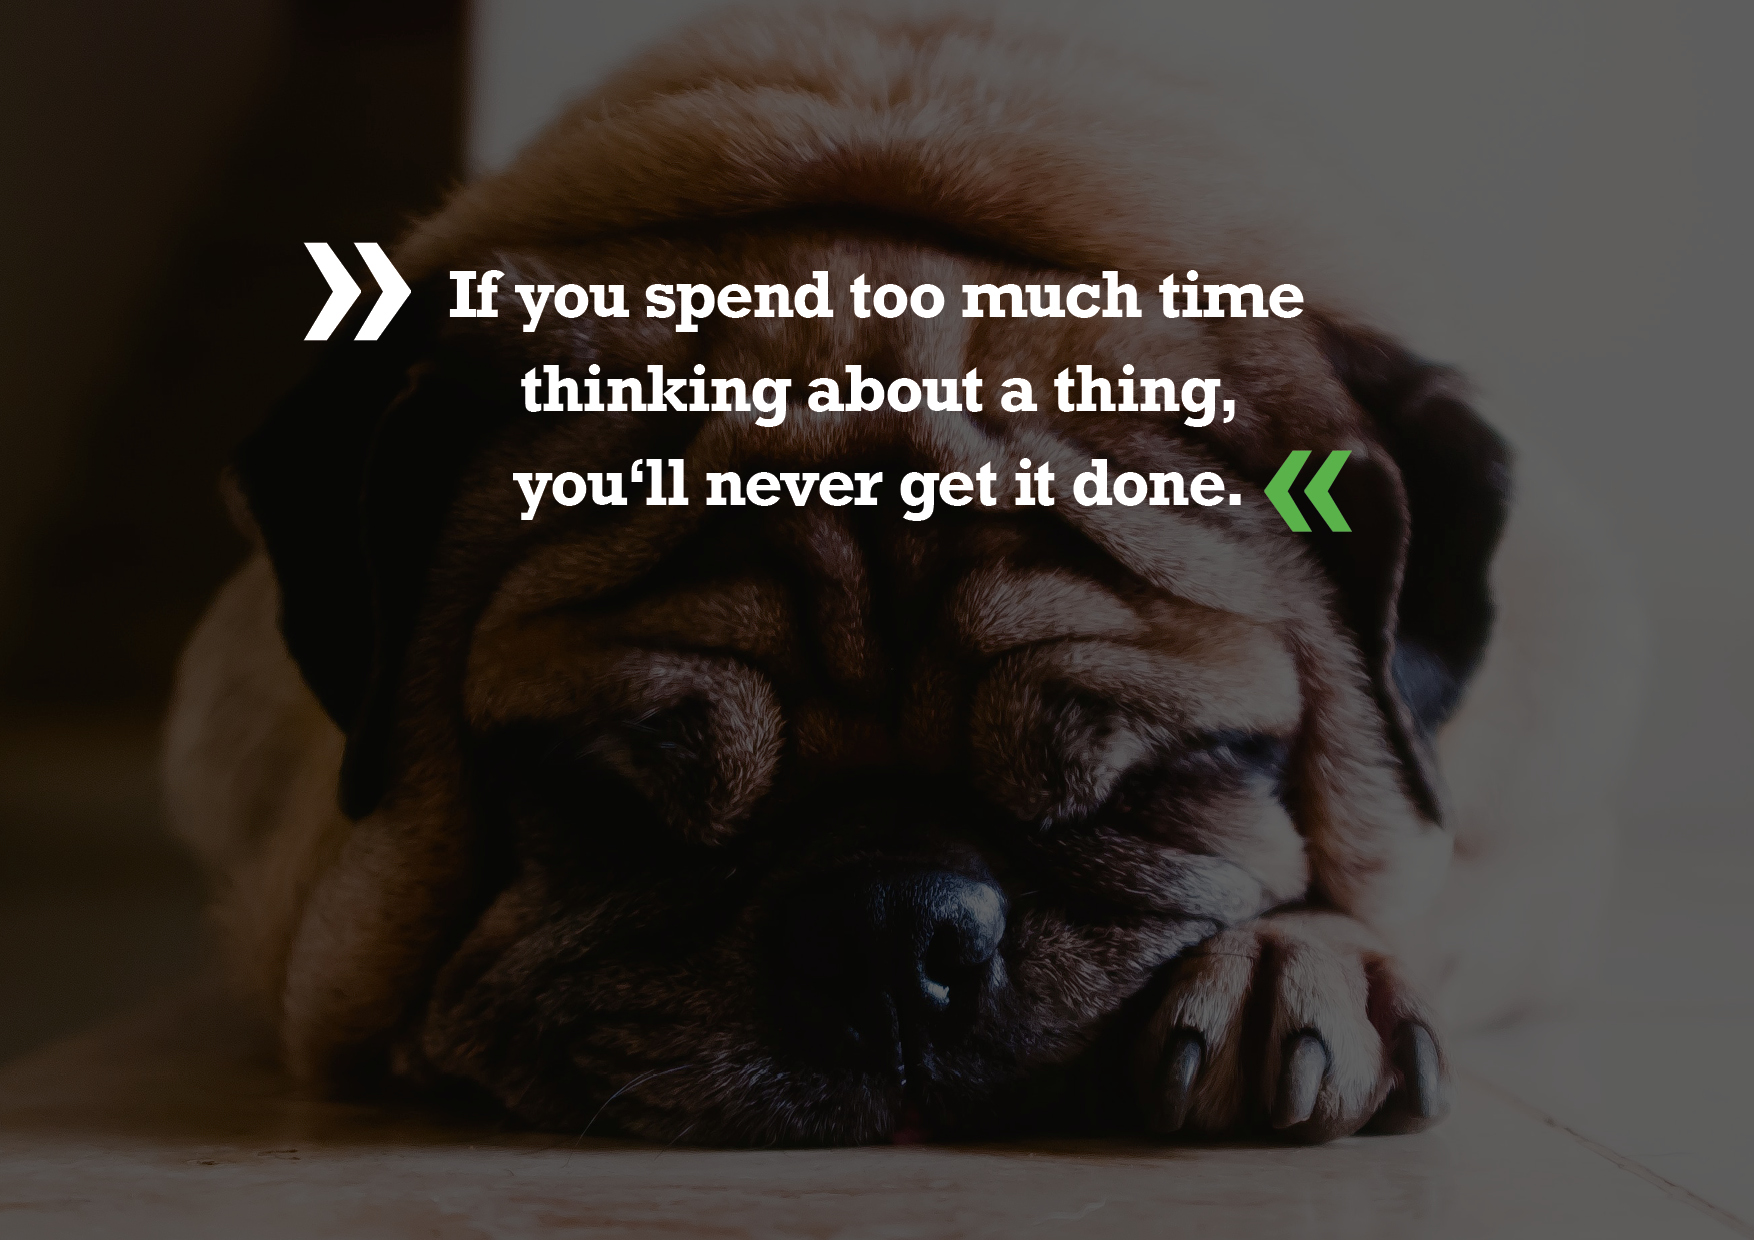 » If you spend too much time
thinking about a thing,
you‘ll never get it done. «